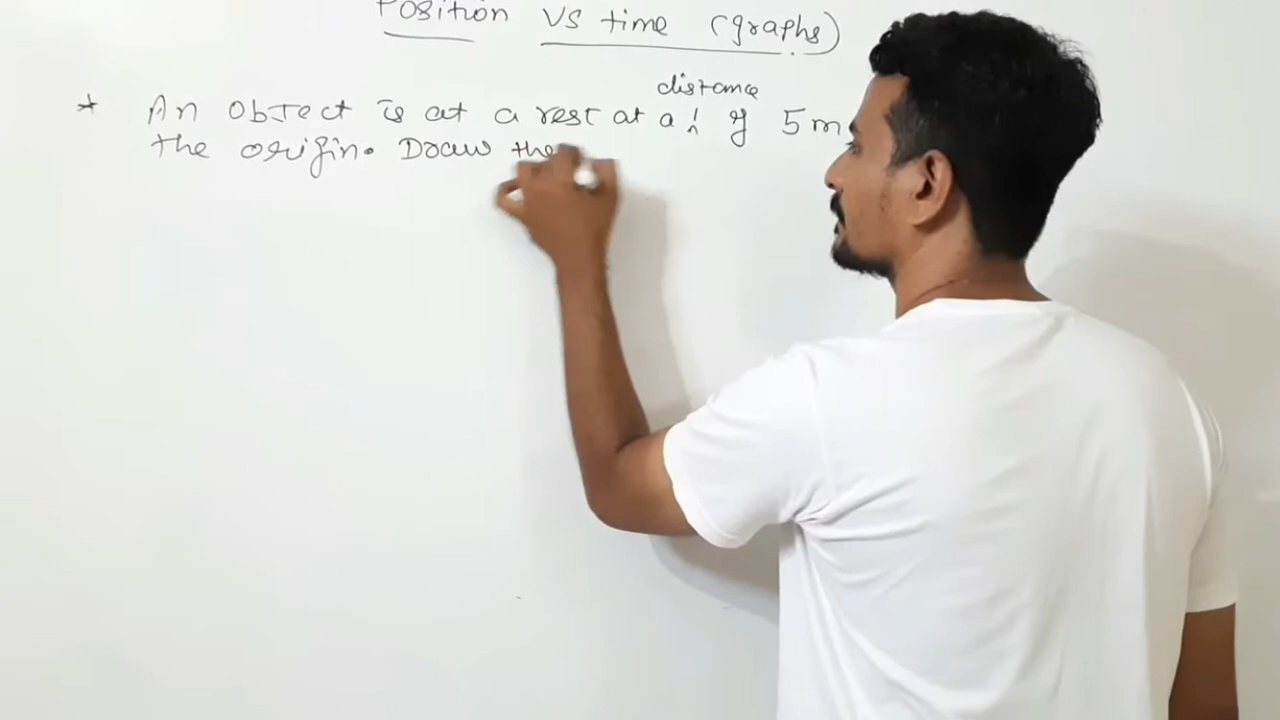 Position VS time (graphs)
distance
* An object is at a rest at a ^ of 5m
the origin. Draw the